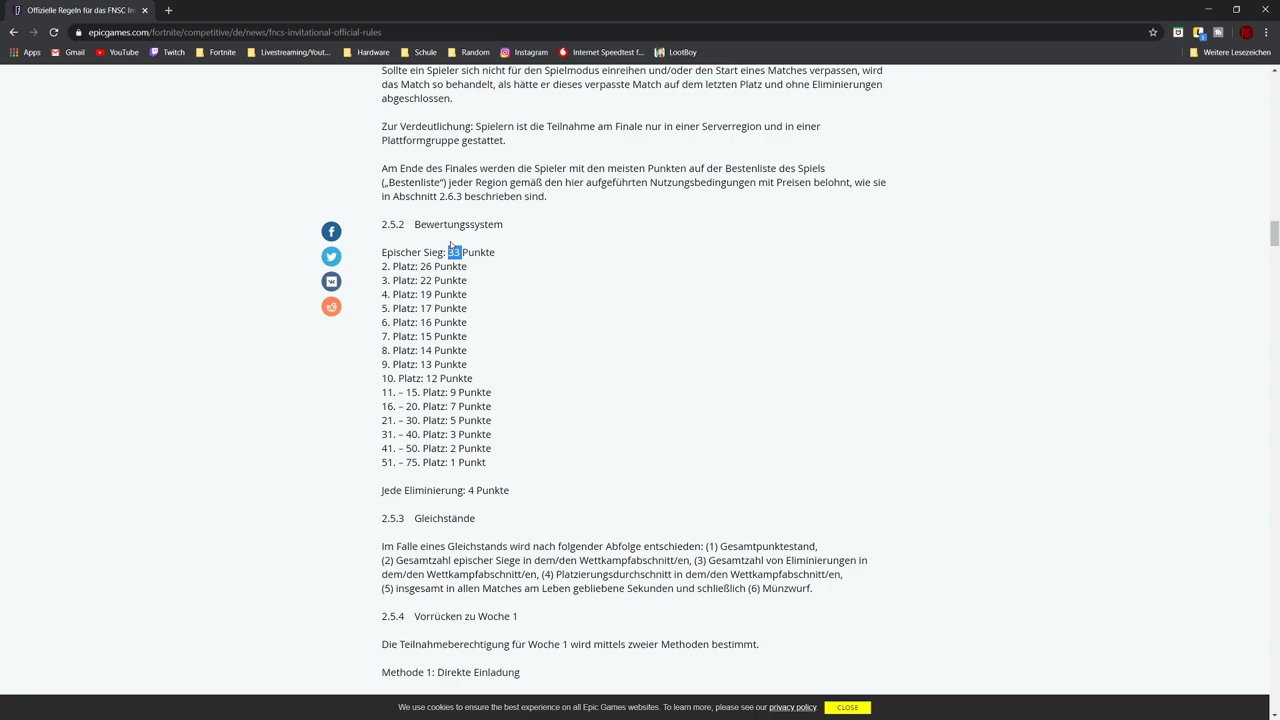 Offizielle Regeln für das FNSC In
epicgames.com/fortnite/competitive/de/news/fncs-invitational-official-rules
Apps Gmail YouTube Twitch Fortnite Livestreaming/Yout... Hardware Schule Random Instagram Internet Speedtest f... LootBoy Weitere Lesezeichen
Sollte ein Spieler sich nicht für den Spielmodus einreihen und/oder den Start eines Matches verpassen, wird
das Match so behandelt, als hätte er dieses verpasste Match auf dem letzten Platz und ohne Eliminierungen
abgeschlossen.
Zur Verdeutlichung: Spielern ist die Teilnahme am Finale nur in einer Serverregion und in einer
Plattformgruppe gestattet.
Am Ende des Finales werden die Spieler mit den meisten Punkten auf der Bestenliste des Spiels
(„Bestenliste“) jeder Region gemäß den hier aufgeführten Nutzungsbedingungen mit Preisen belohnt, wie sie
in Abschnitt 2.6.3 beschrieben sind.
2.5.2 Bewertungssystem
Epischer Sieg: 33 Punkte
2. Platz: 26 Punkte
3. Platz: 22 Punkte
4. Platz: 19 Punkte
5. Platz: 17 Punkte
6. Platz: 16 Punkte
7. Platz: 15 Punkte
8. Platz: 14 Punkte
9. Platz: 13 Punkte
10. Platz: 12 Punkte
11. – 15. Platz: 9 Punkte
16. – 20. Platz: 7 Punkte
21. – 30. Platz: 5 Punkte
31. – 40. Platz: 3 Punkte
41. – 50. Platz: 2 Punkte
51. – 75. Platz: 1 Punkt
Jede Eliminierung: 4 Punkte
2.5.3 Gleichstände
Im Falle eines Gleichstands wird nach folgender Abfolge entschieden: (1) Gesamtpunktestand,
(2) Gesamtzahl epischer Siege in dem/den Wettkampfabschnitt/en, (3) Gesamtzahl von Eliminierungen in
dem/den Wettkampfabschnitt/en, (4) Platzierungsdurchschnitt in dem/den Wettkampfabschnitt/en,
(5) insgesamt in allen Matches am Leben gebliebene Sekunden und schließlich (6) Münzwurf.
2.5.4 Vorrücken zu Woche 1
Die Teilnahmeberechtigung für Woche 1 wird mittels zweier Methoden bestimmt.
Methode 1: Direkte Einladung
We use cookies to ensure the best experience on all Epic Games websites. To learn more, please see our privacy policy. CLOSE